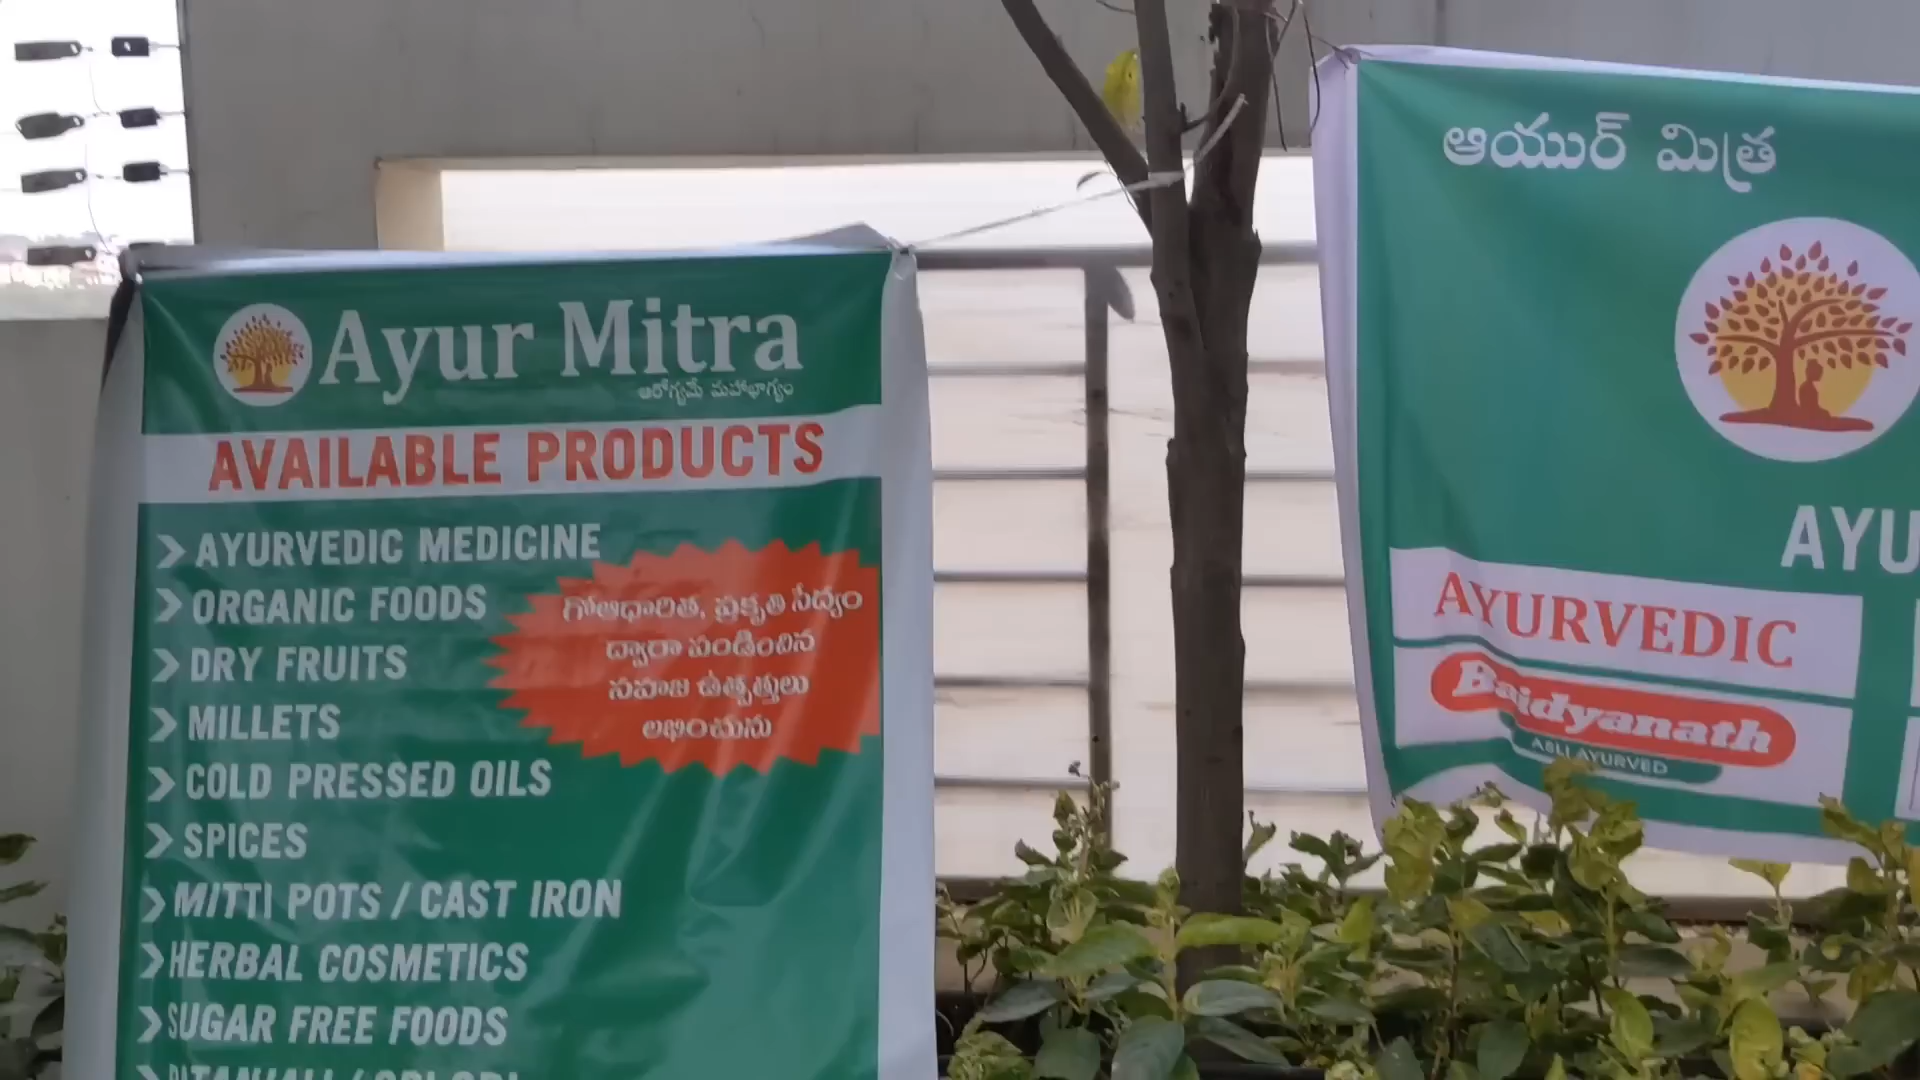 Ayur Mitra
ఆరోగ్యమే మహాభాగ్యం
AVAILABLE PRODUCTS
AYURVEDIC MEDICINE
ORGANIC FOODS
DRY FRUITS
MILLETS
COLD PRESSED OILS
SPICES
MITTI POTS / CAST IRON
HERBAL COSMETICS
SUGAR FREE FOODS
గోఆధారిత, ప్రకృతి సేద్యం
ద్వారా పండించిన
సహజ ఉత్పత్తులు
లభించును
ఆయుర్ మిత్ర
AYU
AYURVEDIC
Baidyanath
ASLI AYURVED